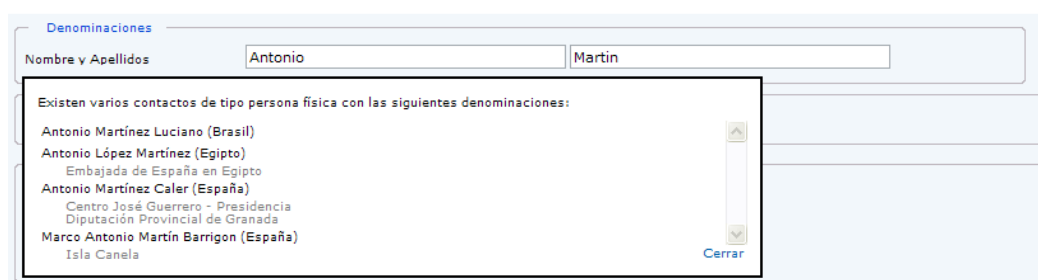 Denominaciones
Nombre y Apellidos Antonio Martin
Existen varios contactos de tipo persona física con las siguientes denominaciones:
Antonio Martínez Luciano (Brasil)
Antonio López Martínez (Egipto)
Embajada de España en Egipto
Antonio Martínez Caler (España)
Centro José Guerrero - Presidencia
Diputación Provincial de Granada
Marco Antonio Martín Barrigon (España)
Isla Canela
Cerrar